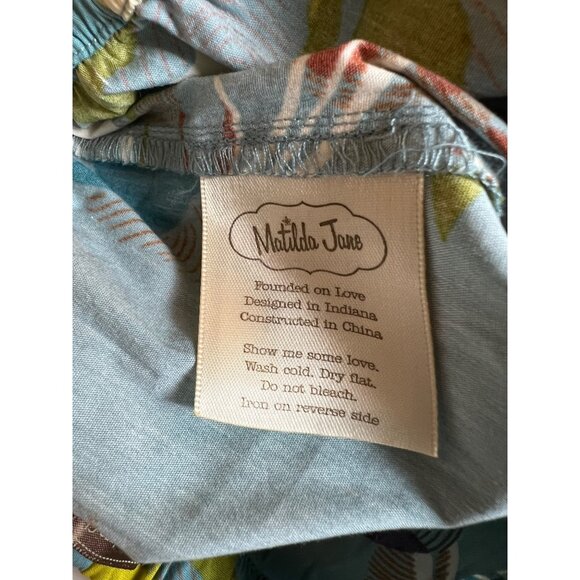 Matilda Jane
Founded on Love
Designed in Indiana
Constructed in China
Show me some love.
Wash cold. Dry flat.
Do not bleach.
Iron on reverse side